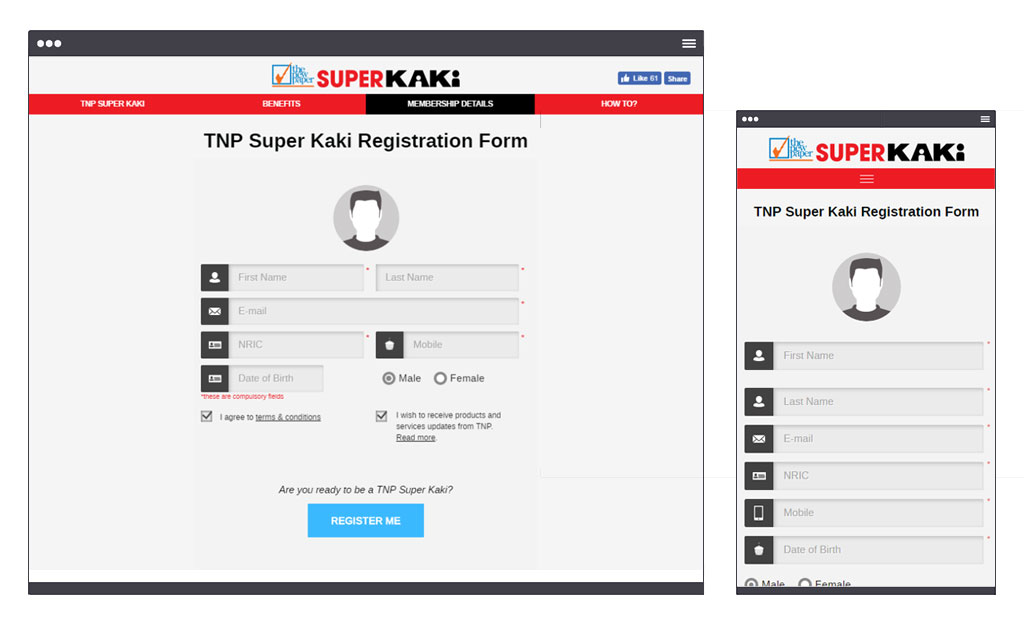 the new paper SUPERKAKi
Like 61 Share
TNP SUPER KAKI BENEFITS MEMBERSHIP DETAILS HOW TO?
TNP Super Kaki Registration Form
First Name * Last Name *
E-mail *
NRIC * Mobile *
Date of Birth Male Female
*these are compulsory fields
I agree to terms & conditions
I wish to receive products and
services updates from TNP.
Read more.
Are you ready to be a TNP Super Kaki?
REGISTER ME
the new paper SUPERKAKi
TNP Super Kaki Registration Form
First Name *
Last Name *
E-mail *
NRIC *
Mobile *
Date of Birth *
Male Female